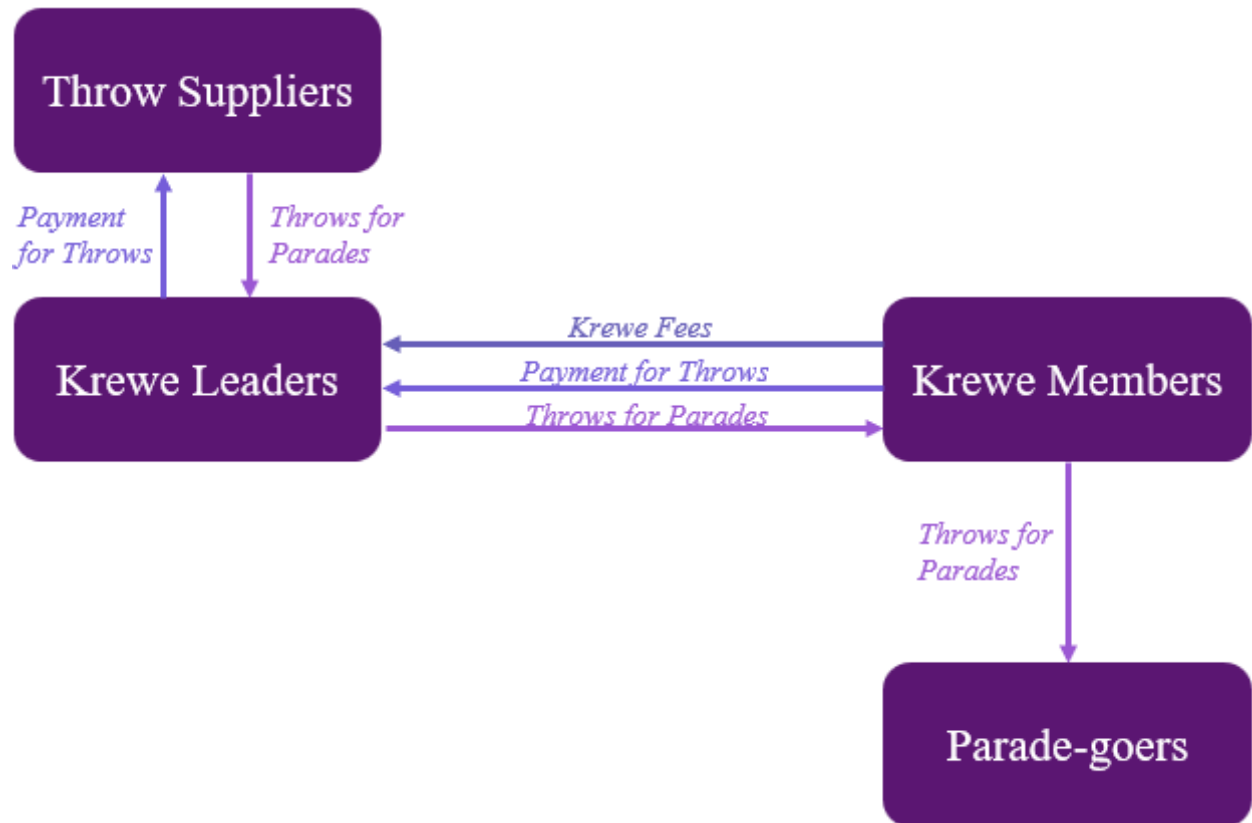 Throw Suppliers
Payment
for Throws
Throws for
Parades
Krewe Leaders
Krewe Fees
Payment for Throws
Throws for Parades
Krewe Members
Throws for
Parades
Parade-goers